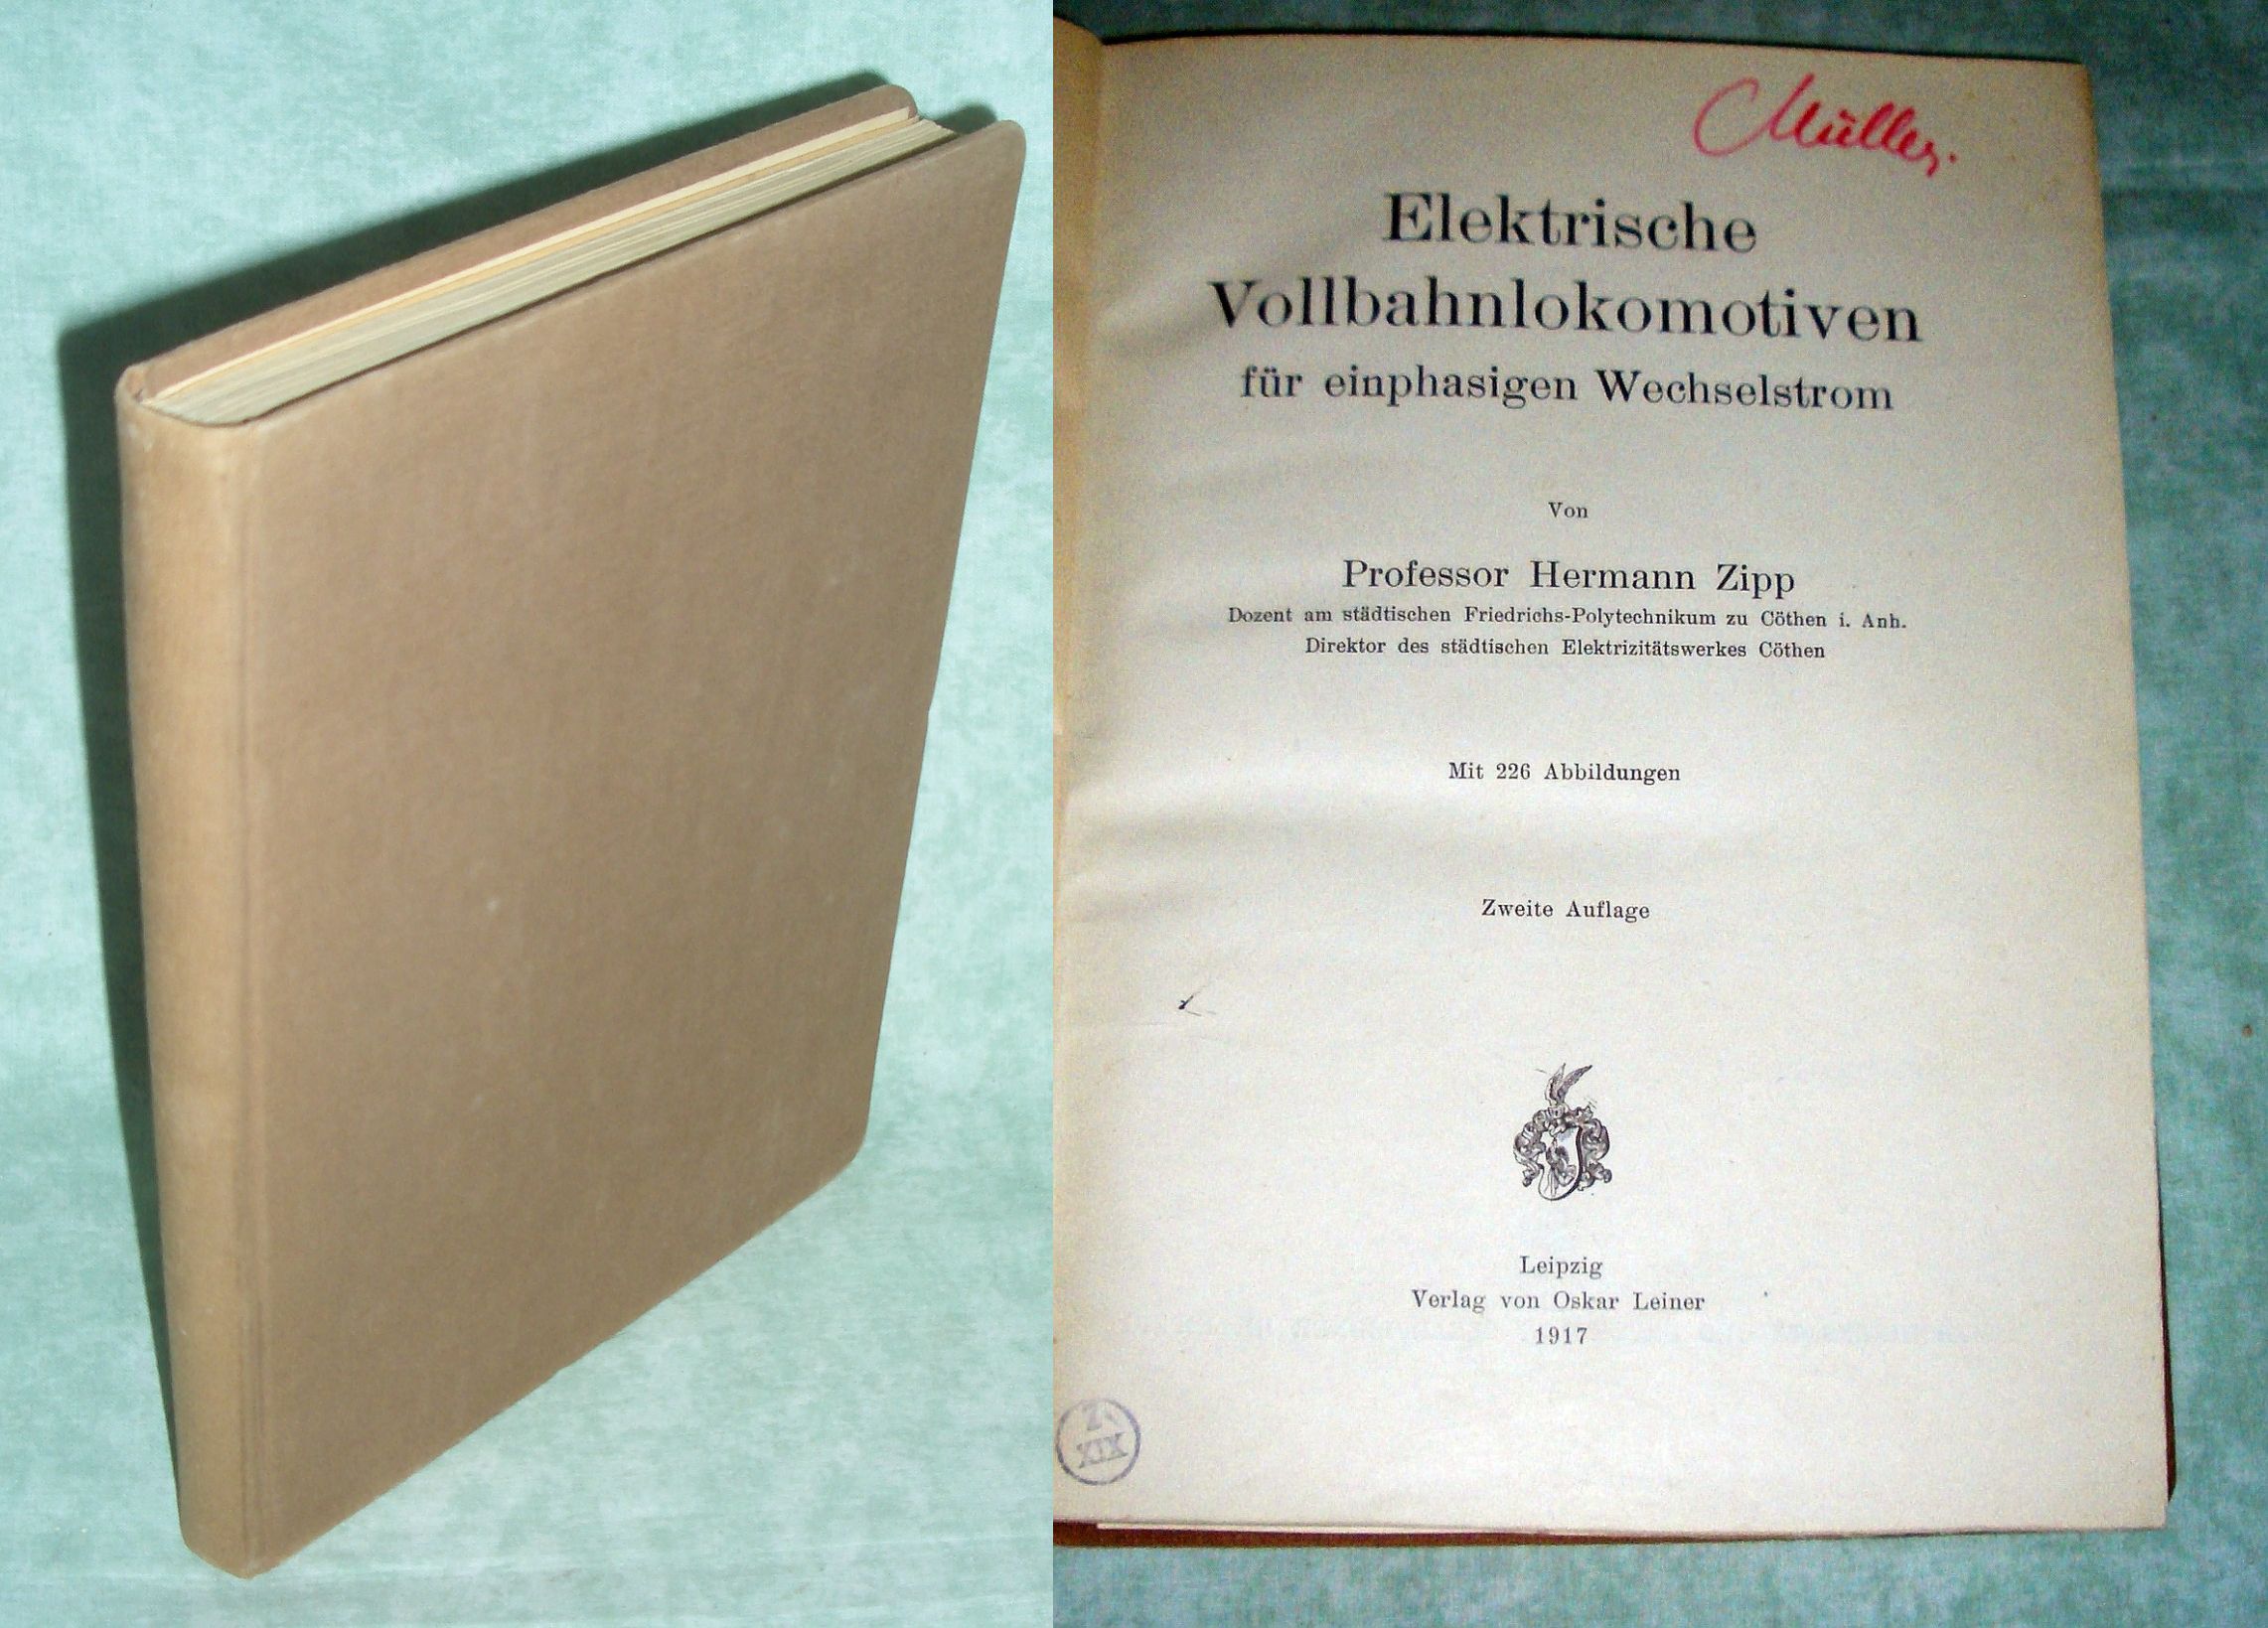 Müller.
Elektrische
Vollbahnlokomotiven
für einphasigen Wechselstrom
Von
Professor Hermann Zipp
Dozent am städtischen Friedrichs-Polytechnikum zu Cöthen i. Anh.
Direktor des städtischen Elektrizitätswerkes Cöthen
Mit 226 Abbildungen
Zweite Auflage
Leipzig
Verlag von Oskar Leiner
1917
XIX